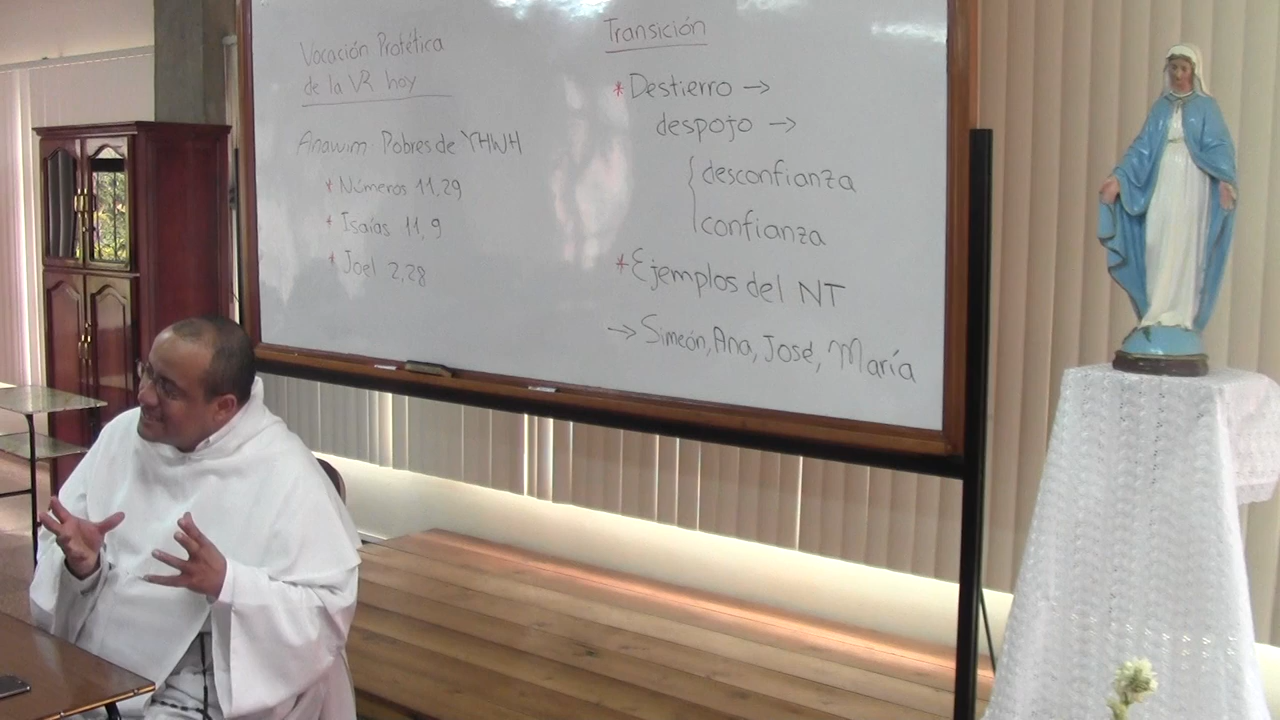 Vocación Profética
de la VR hoy
Anawim Pobres de YHWH
* Números 11,29
* Isaías 11,9
* Joel 2,28
Transición
* Destierro →
despojo →
{ desconfianza
confianza
* Ejemplos del NT
→ Simeón, Ana, José, María